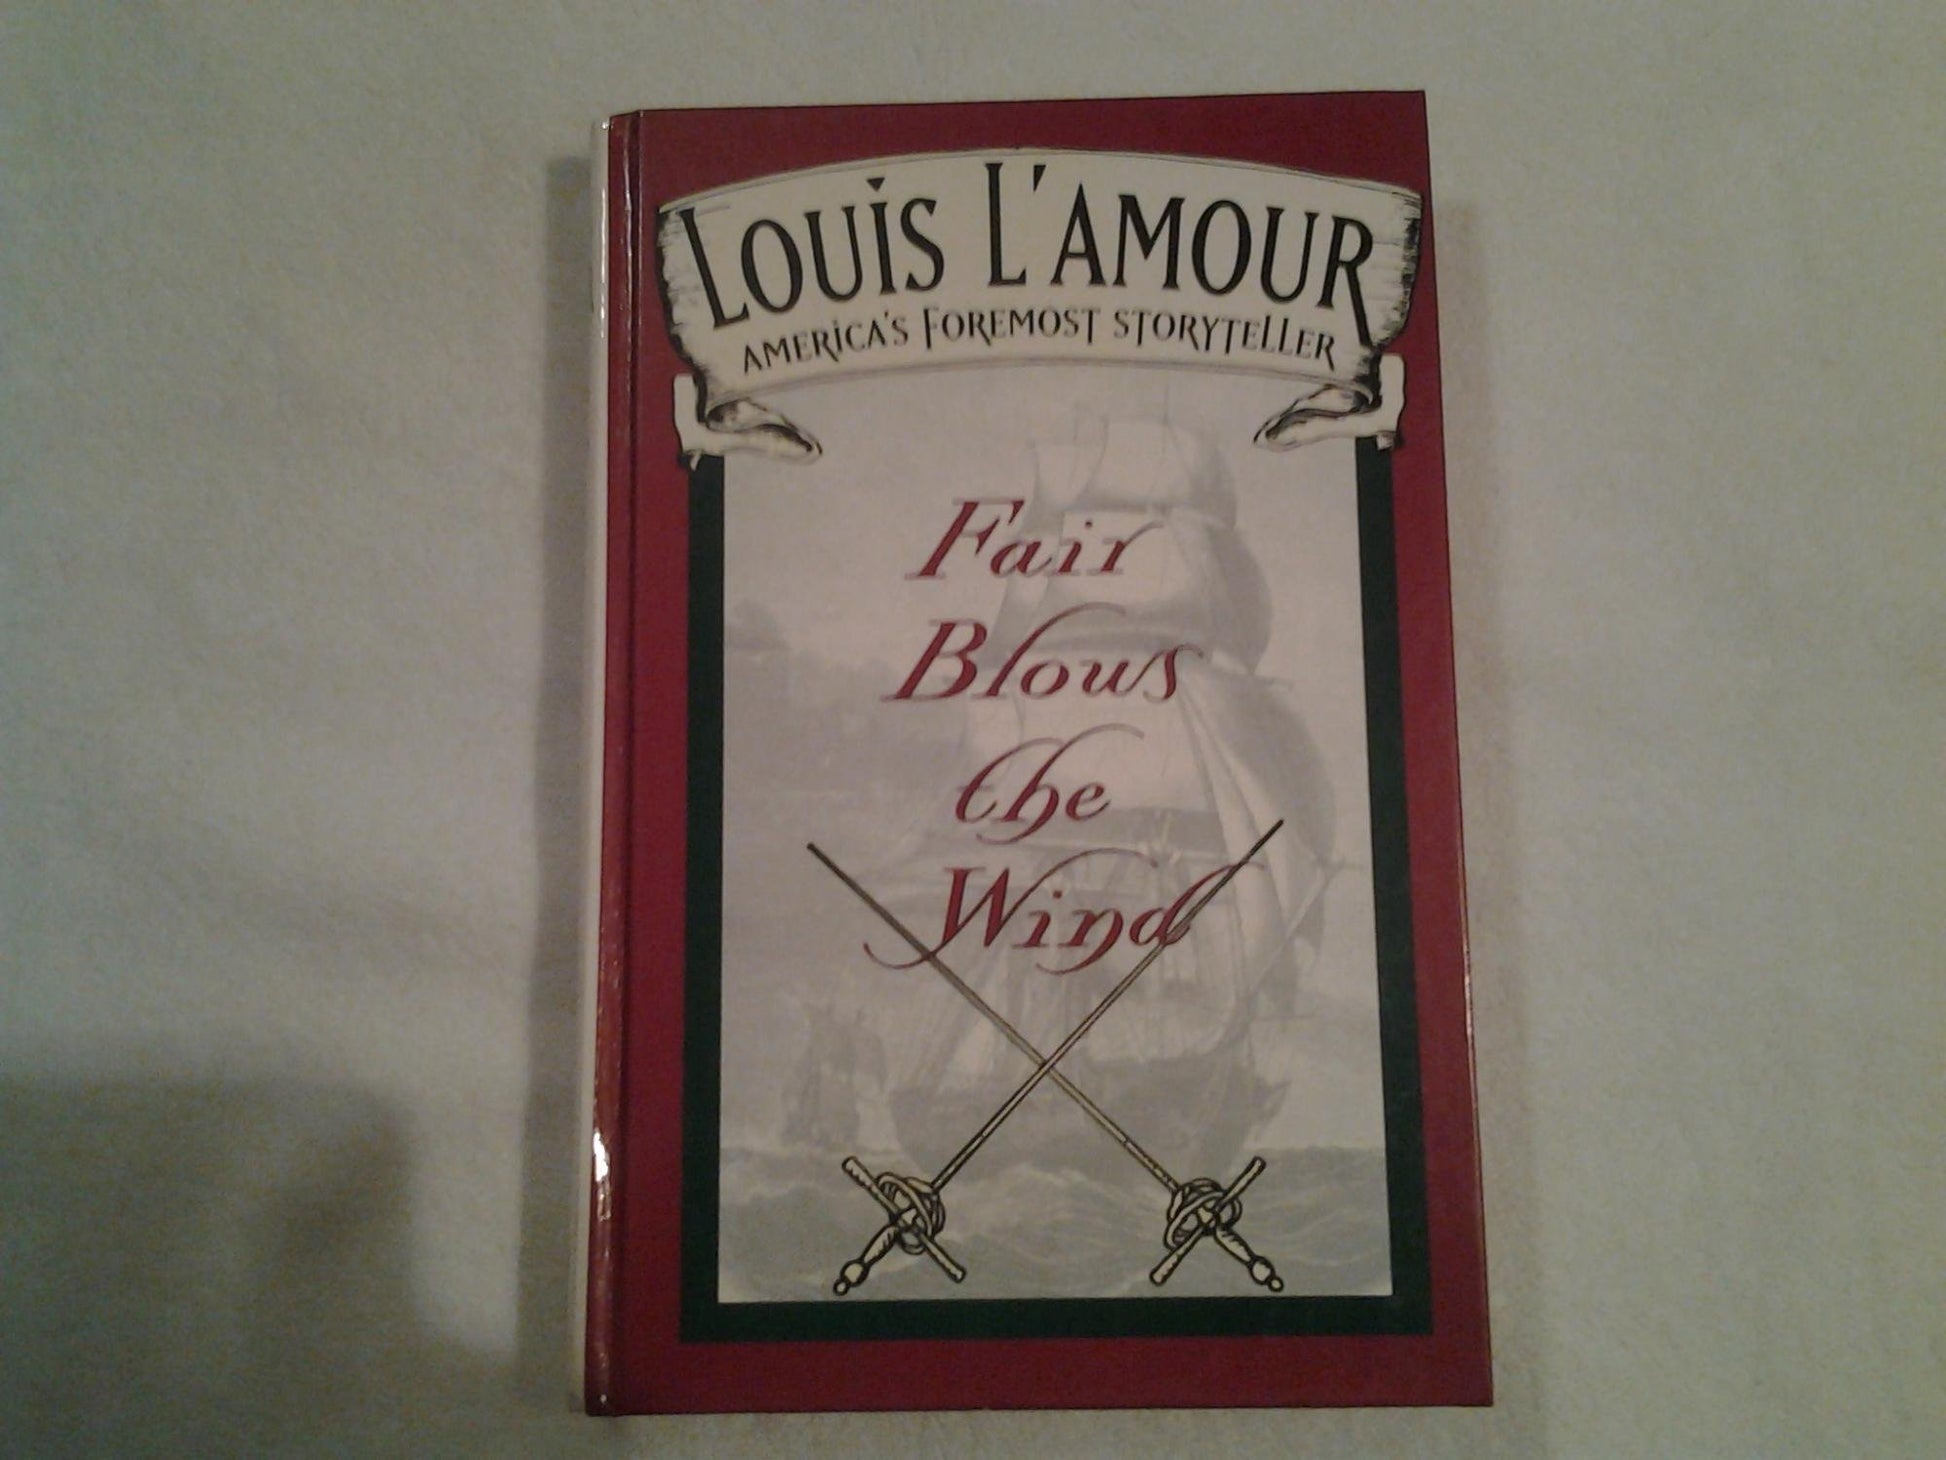 LOUiS L'AMOUR
AMERiCA'S FOREMOST STORYTELLER
Fair
Blows
the
Wind